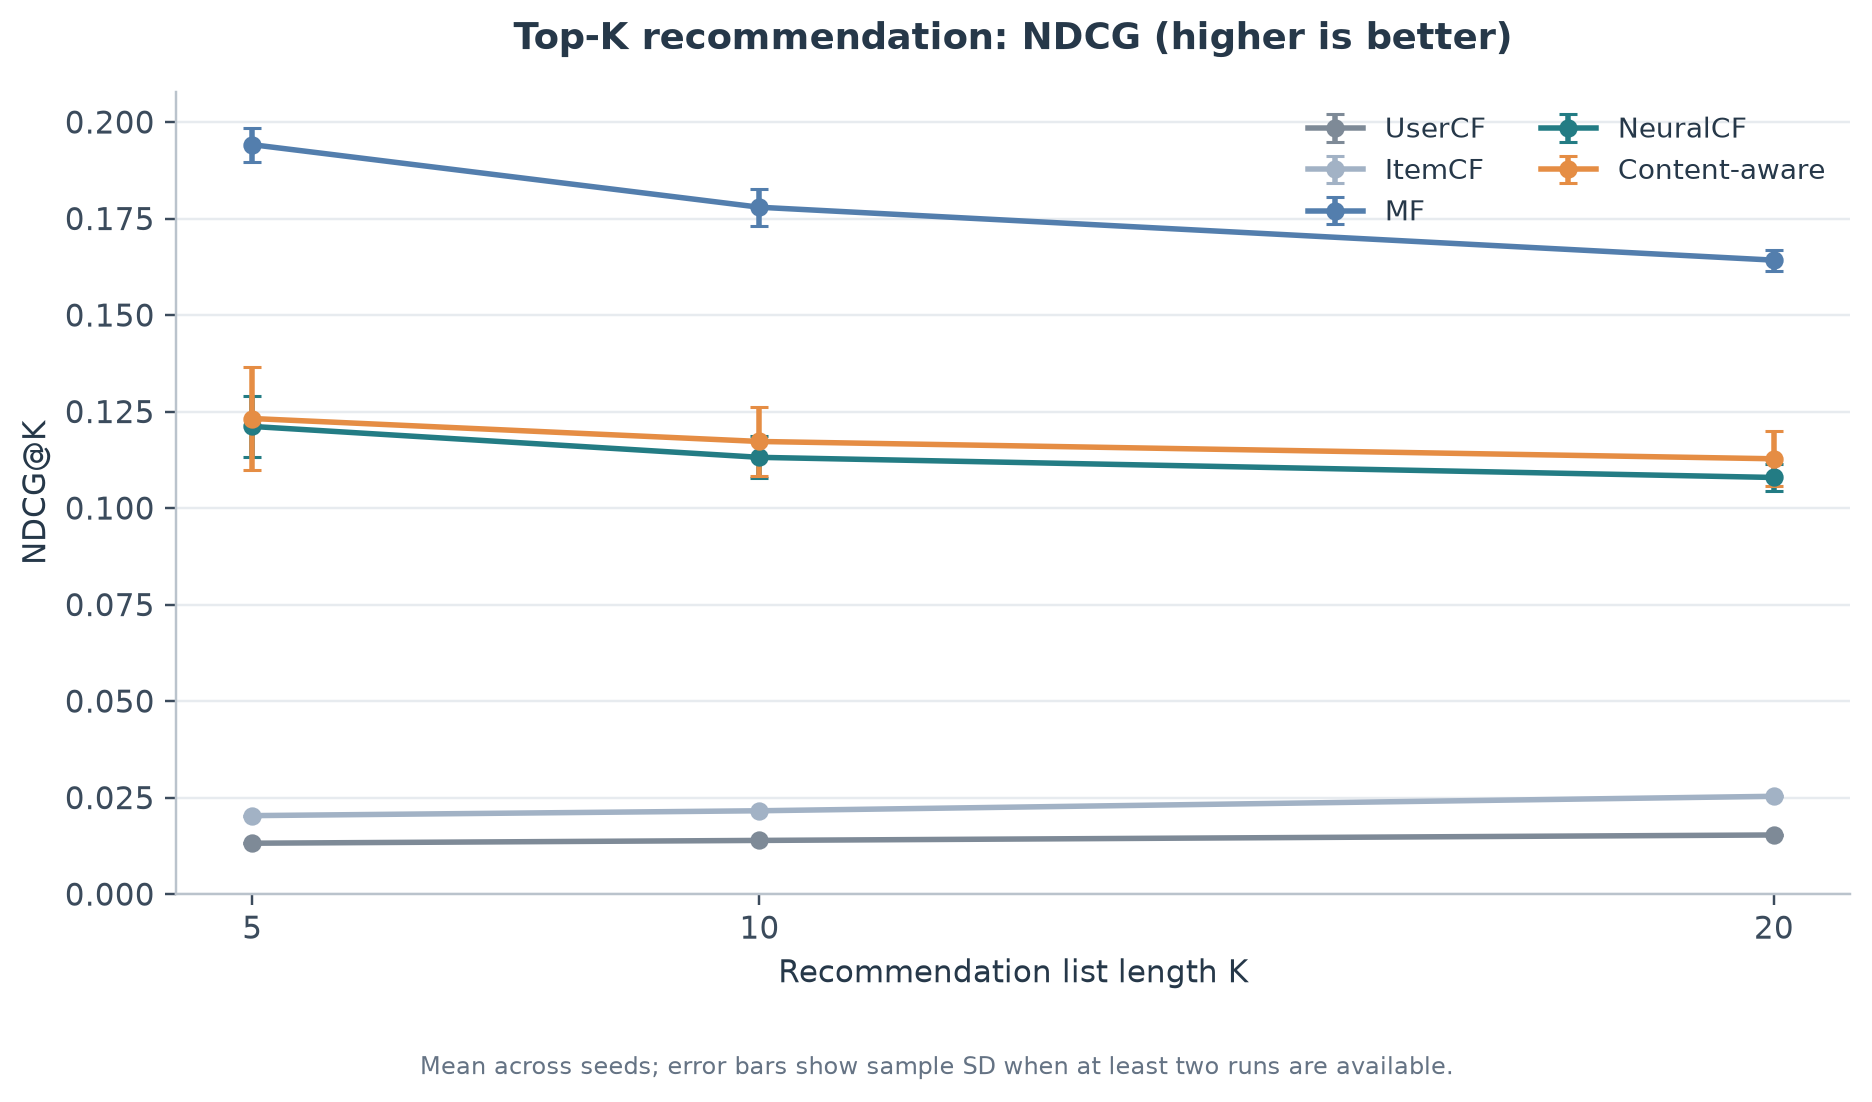 Top-K recommendation: NDCG (higher is better)
UserCF
ItemCF
MF
NeuralCF
Content-aware
NDCG@K
0.200
0.175
0.150
0.125
0.100
0.075
0.050
0.025
0.000
5 10 20
Recommendation list length K
Mean across seeds; error bars show sample SD when at least two runs are available.